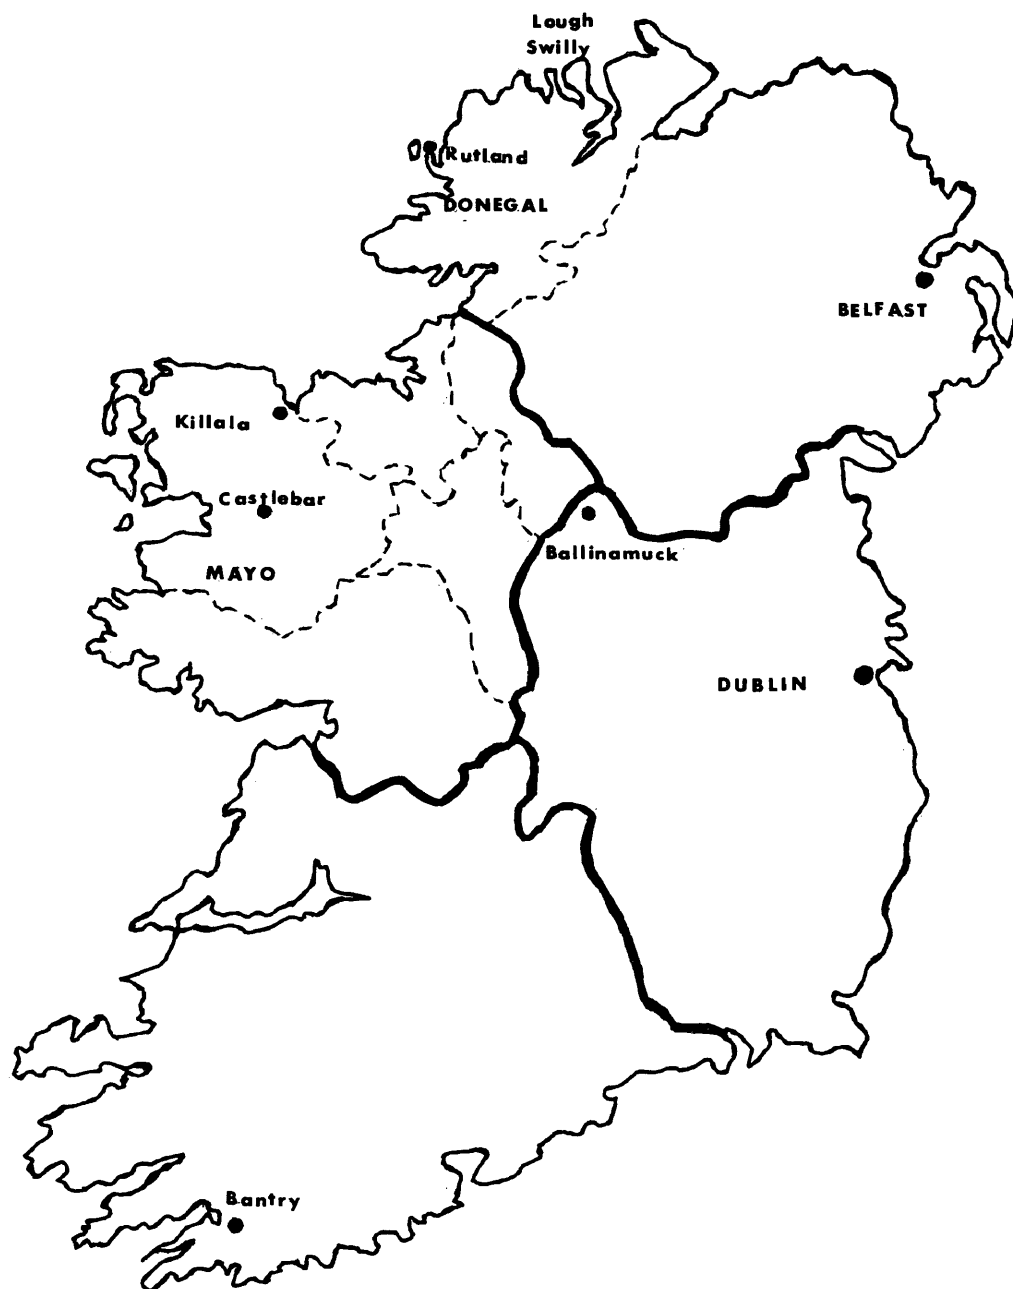 Lough
Swilly
Rutland
DONEGAL
BELFAST
Killala
Castlebar
Ballinamuck
MAYO
DUBLIN
Bantry